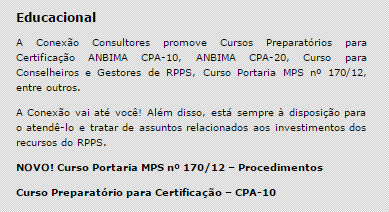 Educacional
A Conexão Consultores promove Cursos Preparatórios para
Certificação ANBIMA CPA-10, ANBIMA CPA-20, Curso para
Conselheiros e Gestores de RPPS, Curso Portaria MPS nº 170/12,
entre outros.
A Conexão vai até você! Além disso, está sempre à disposição para
o atendê-lo e tratar de assuntos relacionados aos investimentos dos
recursos do RPPS.
NOVO! Curso Portaria MPS nº 170/12 – Procedimentos
Curso Preparatório para Certificação – CPA-10